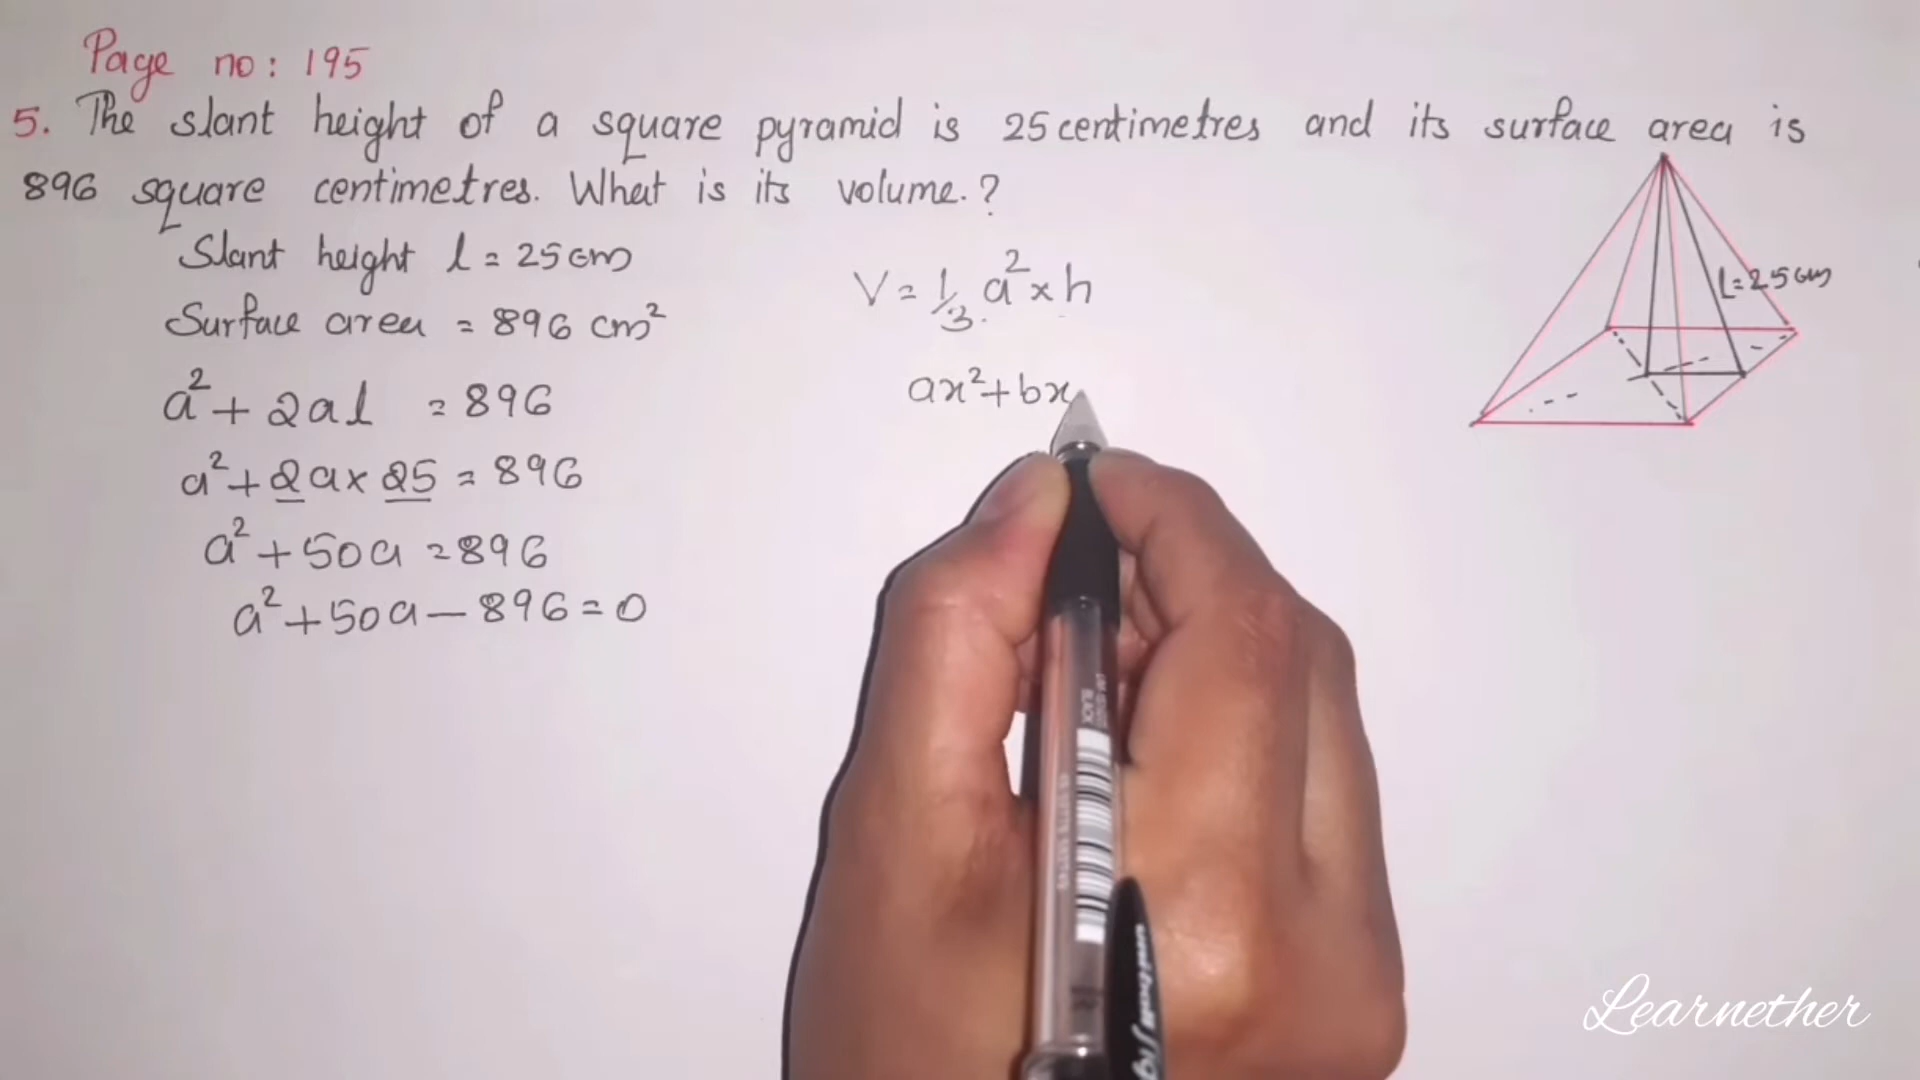 Page no: 195
5. The slant height of a square pyramid is 25 centimetres and its surface area is
896 square centimetres. What is its volume.?
Slant height l = 25 cm
Surface area = 896 cm²
a² + 2al = 896
a² + 2a × 25 = 896
a² + 50a = 896
a² + 50a - 896 = 0
V = 1/3 a² × h
ax² + bx
l = 25 cm
Learnether